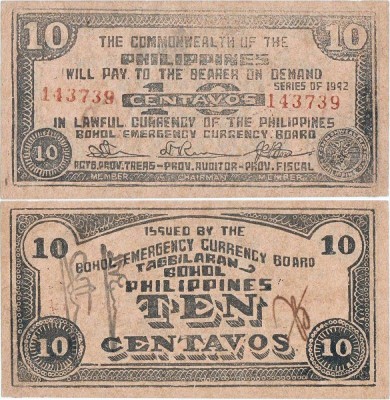 10 THE COMMONWEALTH OF THE 10
PHILIPPINES
WILL PAY TO THE BEARER ON DEMAND
SERIES OF 1942
143739 10 143739
CENTAVOS
IN LAWFUL CURRENCY OF THE PHILIPPINES
BOHOL EMERGENCY CURRENCY BOARD
10
ACTG.PROV.TREAS-PROV.AUDITOR-PROV.FISCAL
MEMBER CHAIRMAN MEMBER
ISSUED BY THE
BOHOL EMERGENCY CURRENCY BOARD
10 TAGBILARAN 10
BOHOL
PHILIPPINES
TEN
CENTAVOS
10 10